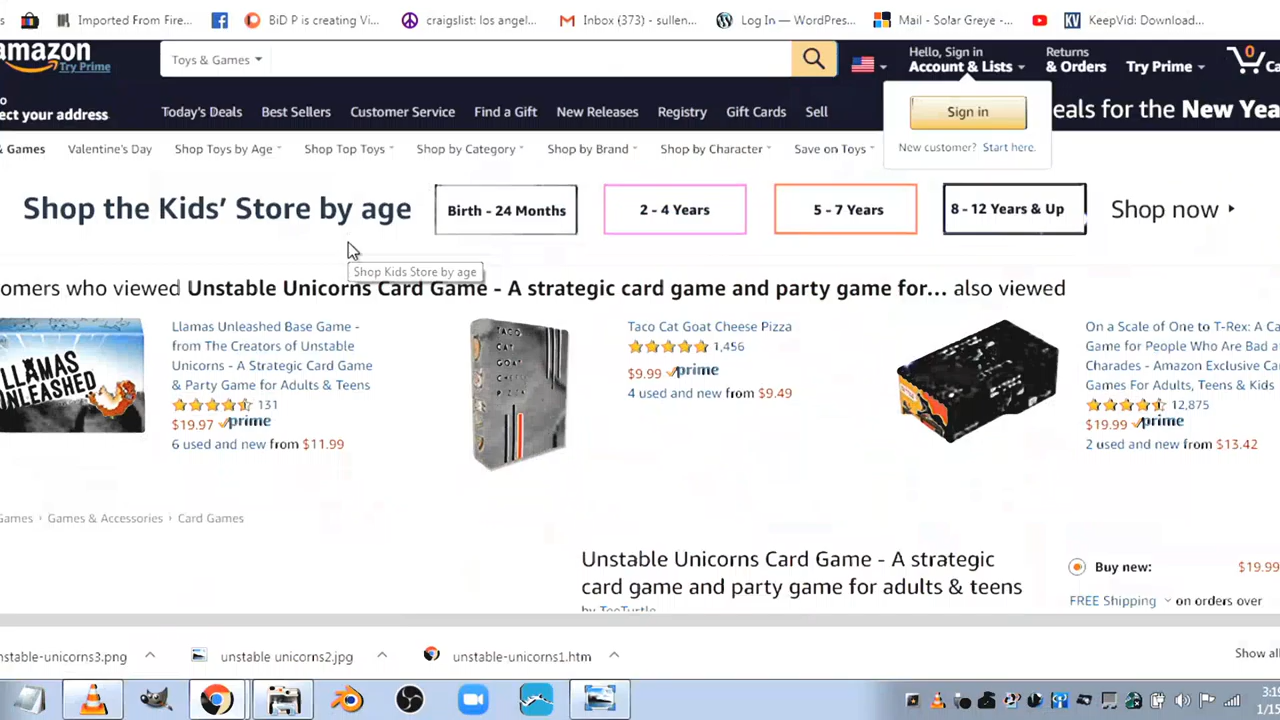 Imported From Fire...
BiD P is creating Vi...
craigslist: los angel...
Inbox (373) - sullen...
Log In — WordPress...
Mail - Solar Greye -...
KeepVid: Download...
amazon
Try Prime
Toys & Games
Hello, Sign in
Account & Lists
Returns
& Orders
Try Prime
0
Ca
o
ect your address
Today's Deals Best Sellers Customer Service Find a Gift New Releases Registry Gift Cards Sell
eals for the New Yea
Sign in
New customer? Start here.
& Games Valentine's Day Shop Toys by Age Shop Top Toys Shop by Category Shop by Brand Shop by Character Save on Toys
Shop the Kids' Store by age
Birth - 24 Months
2 - 4 Years
5 - 7 Years
8 - 12 Years & Up
Shop now
Shop Kids Store by age
omers who viewed Unstable Unicorns Card Game - A strategic card game and party game for... also viewed
LLAMAS
UNLEASHED
Llamas Unleashed Base Game -
from The Creators of Unstable
Unicorns - A Strategic Card Game
& Party Game for Adults & Teens
131
$19.97 prime
6 used and new from $11.99
TACO
CAT
GOAT
CHEESE
PIZZA
Taco Cat Goat Cheese Pizza
1,456
$9.99 prime
4 used and new from $9.49
On a Scale of One to T-Rex: A Ca
Game for People Who Are Bad a
Charades - Amazon Exclusive Car
Games For Adults, Teens & Kids
12,875
$19.99 prime
2 used and new from $13.42
Games › Games & Accessories › Card Games
Unstable Unicorns Card Game - A strategic
card game and party game for adults & teens
by TeeTurtle
Buy new: $19.99
FREE Shipping on orders over
nstable-unicorns3.png
unstable unicorns2.jpg
unstable-unicorns1.htm
Show all
3:19
1/15